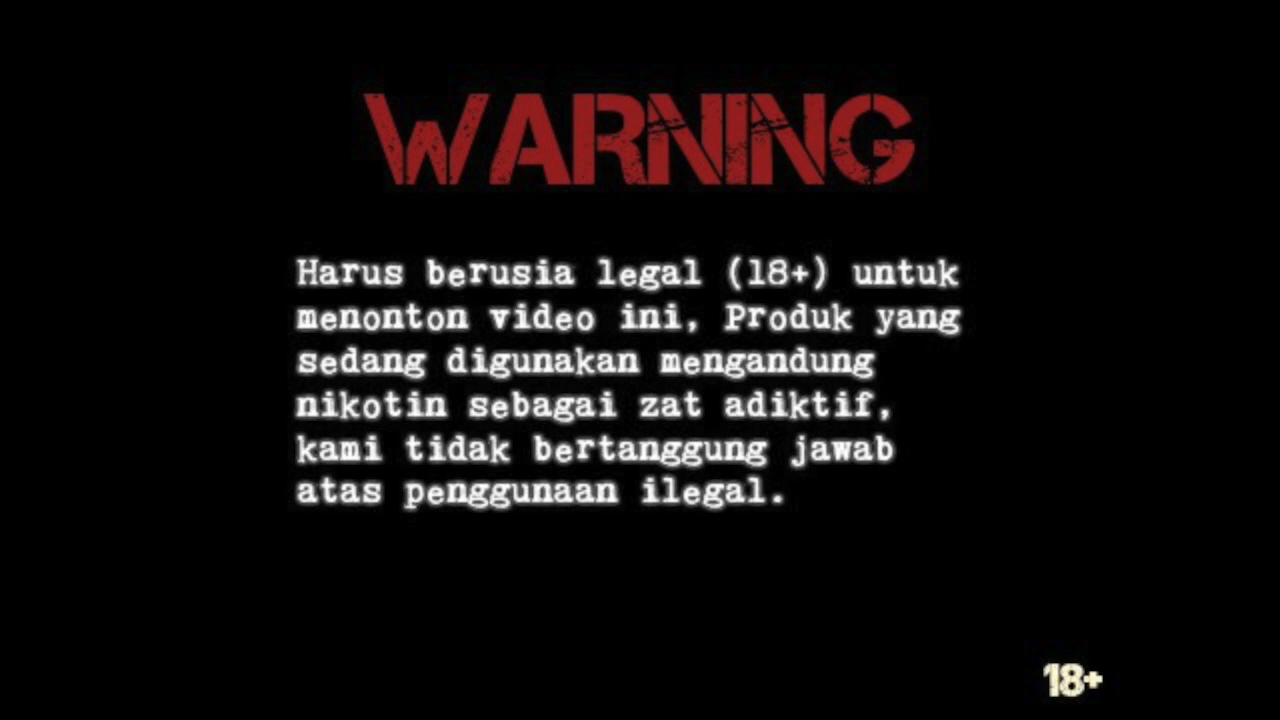 WARNING
Harus berusia legal (18+) untuk
menonton video ini, Produk yang
sedang digunakan mengandung
nikotin sebagai zat adiktif,
kami tidak bertanggung jawab
atas penggunaan ilegal.
18+